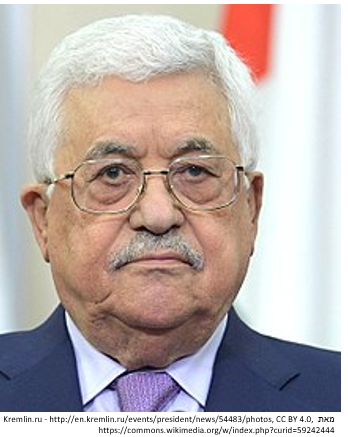 Kremlin.ru - http://en.kremlin.ru/events/president/news/54483/photos, CC BY 4.0, מאת
https://commons.wikimedia.org/w/index.php?curid=59242444